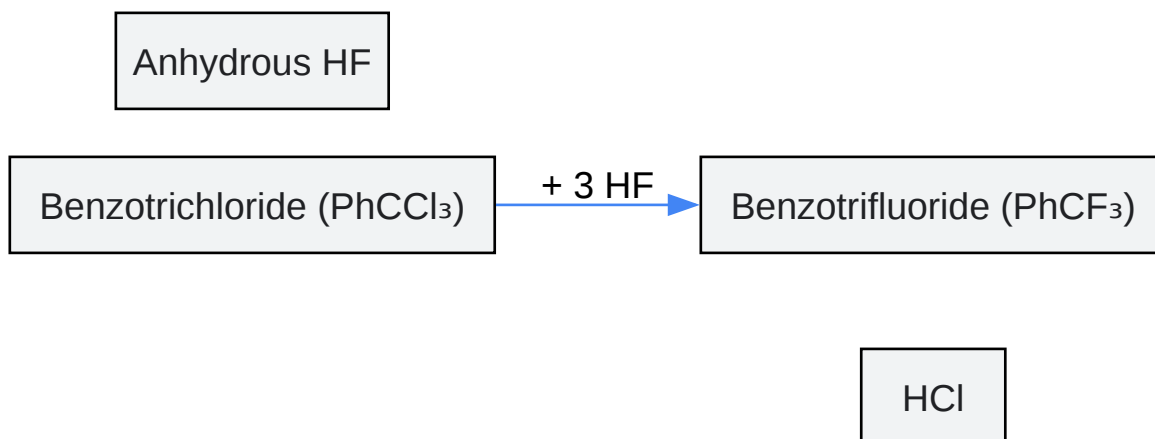 Anhydrous HF
Benzotrichloride (PhCCl₃)
+ 3 HF
Benzotrifluoride (PhCF₃)
HCl